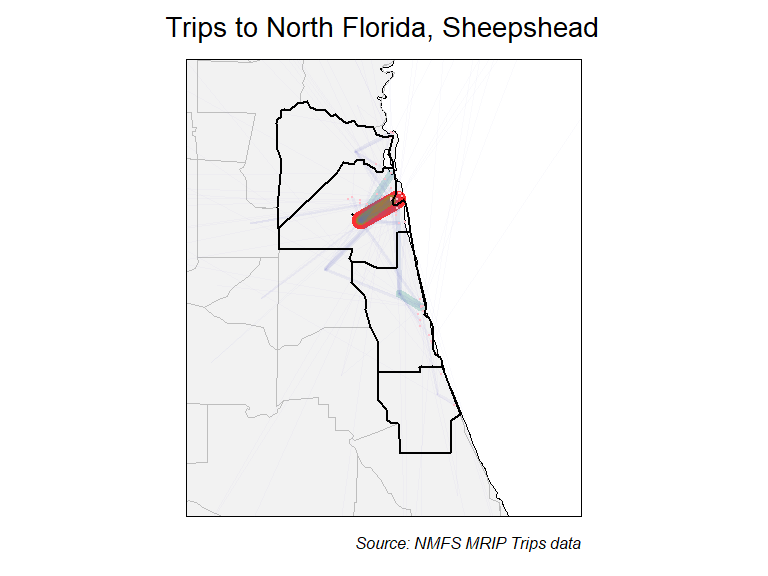 Trips to North Florida, Sheepshead
Source: NMFS MRIP Trips data